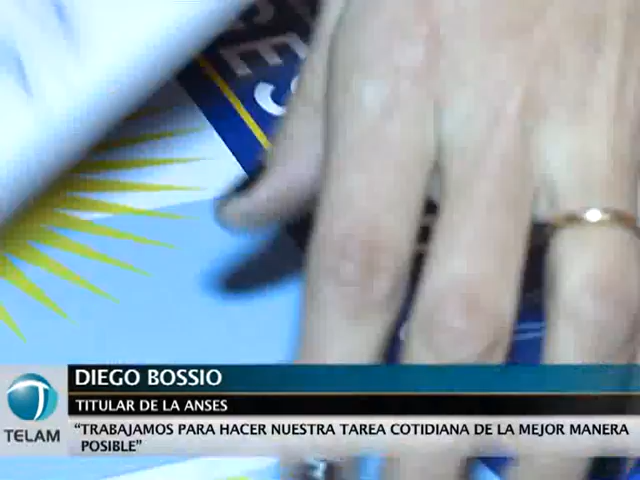 DIEGO BOSSIO
TITULAR DE LA ANSES
TELAM
“TRABAJAMOS PARA HACER NUESTRA TAREA COTIDIANA DE LA MEJOR MANERA
POSIBLE”